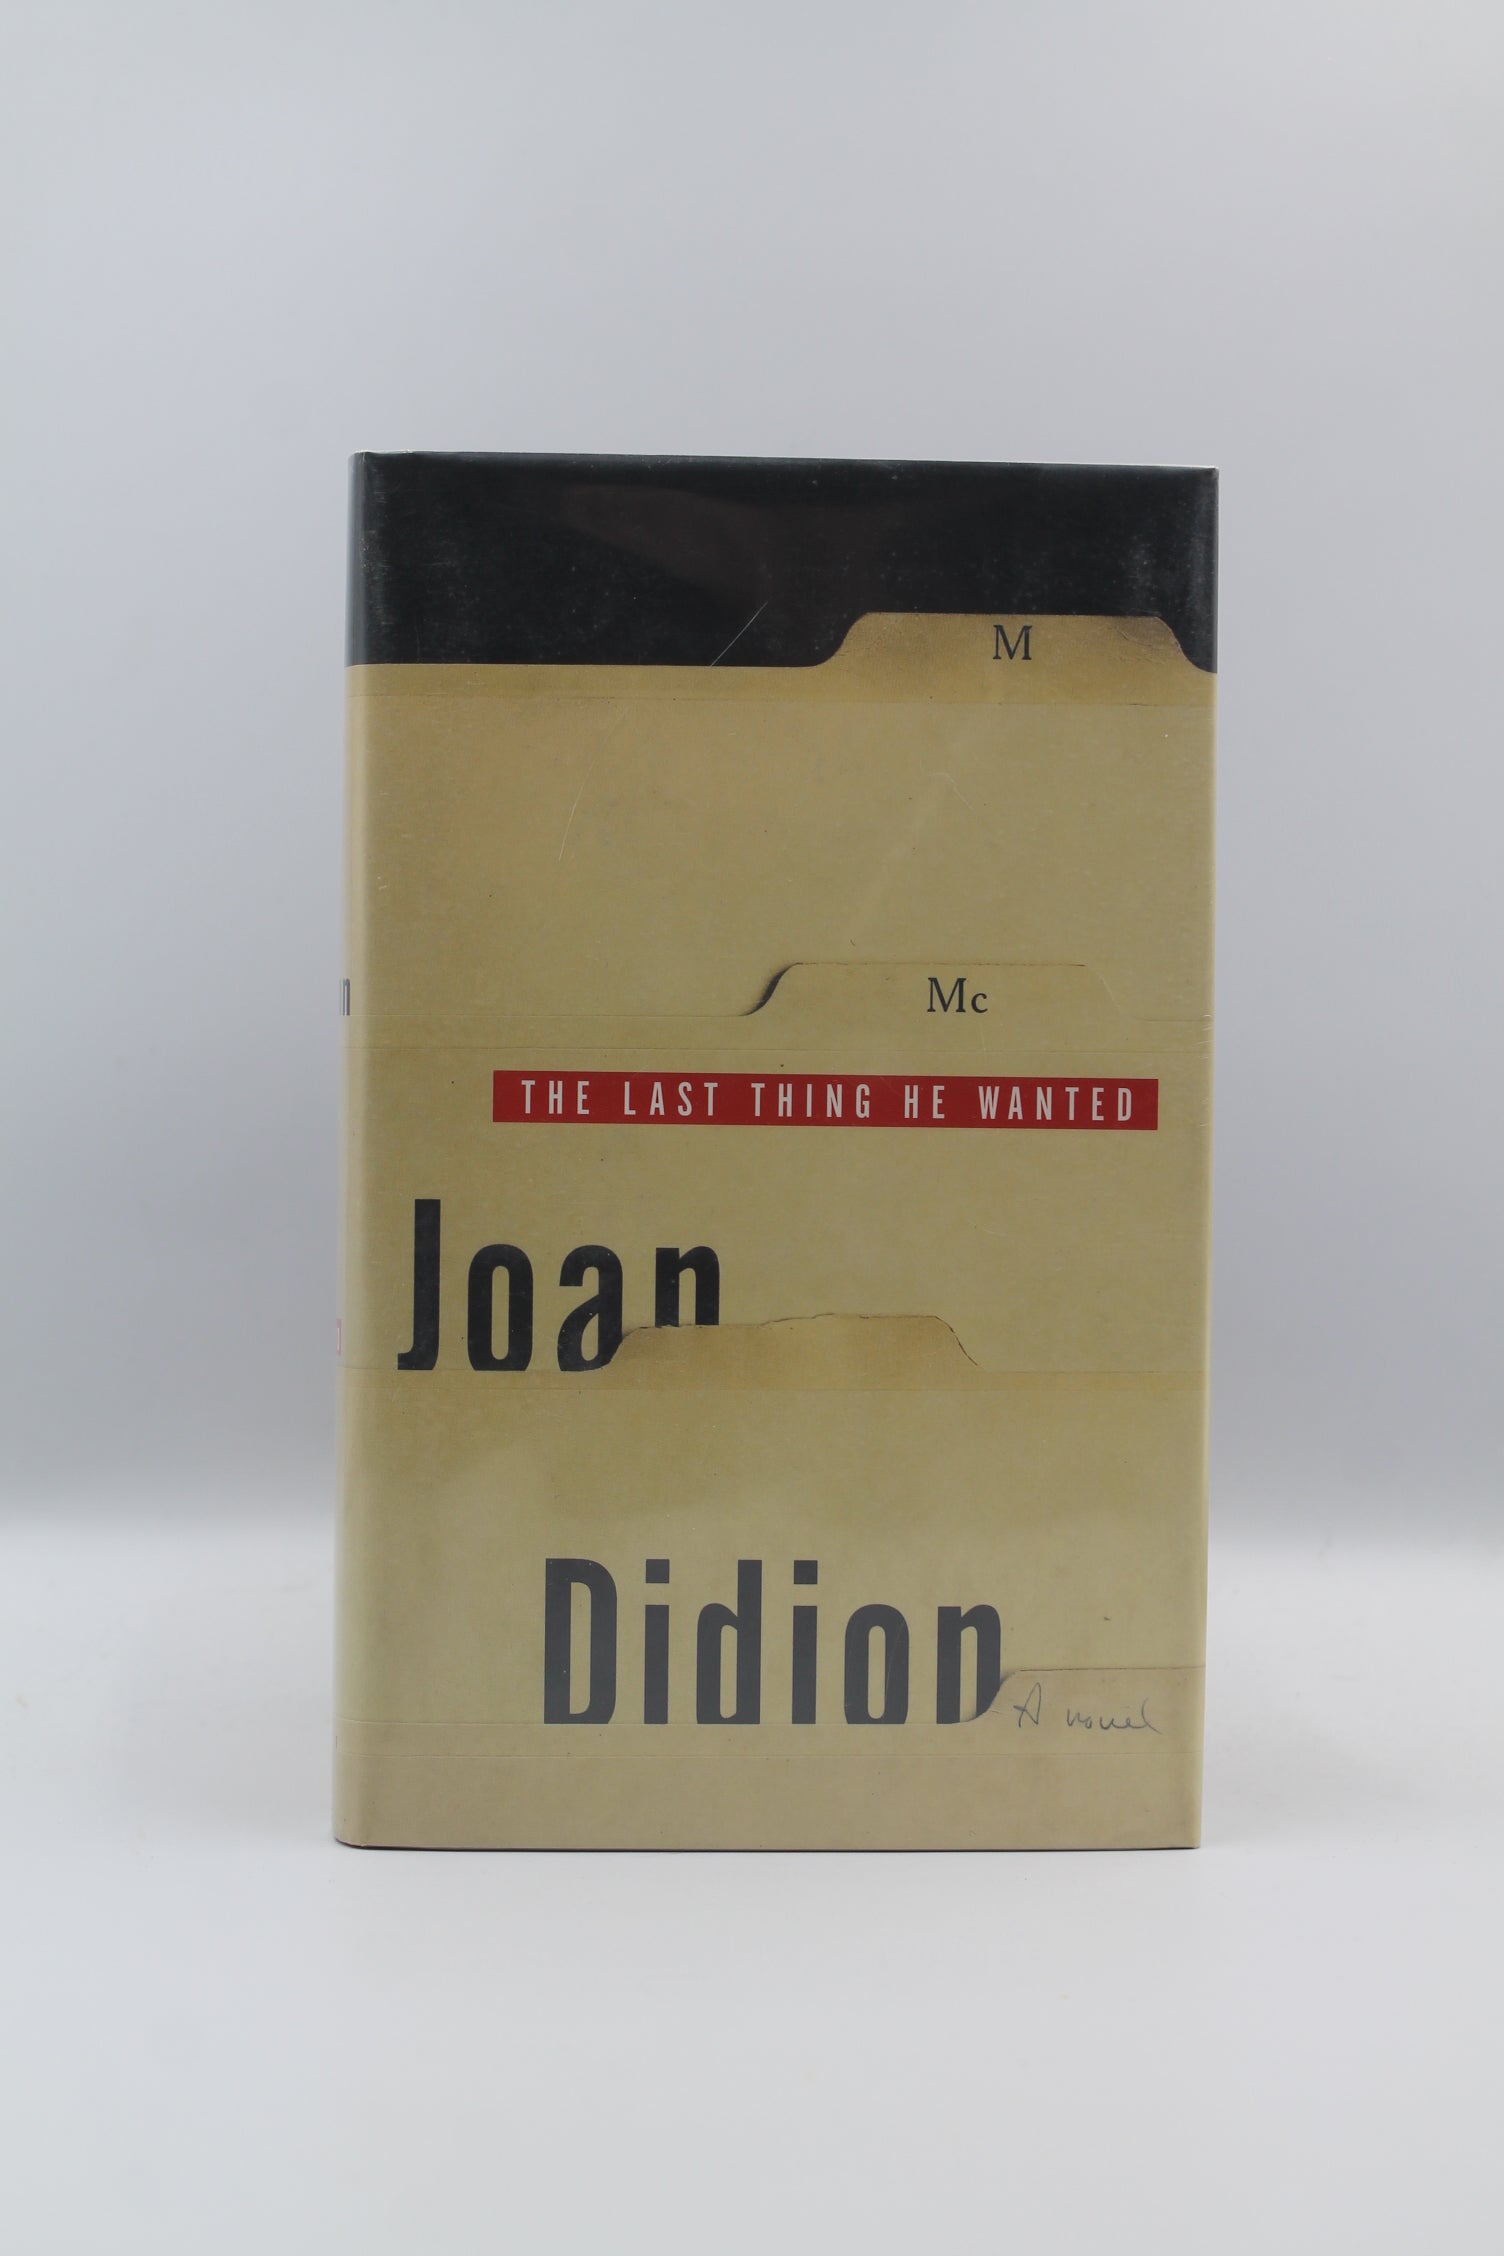 M
Mc
THE LAST THING HE WANTED
Joan
Didion
A novel
n